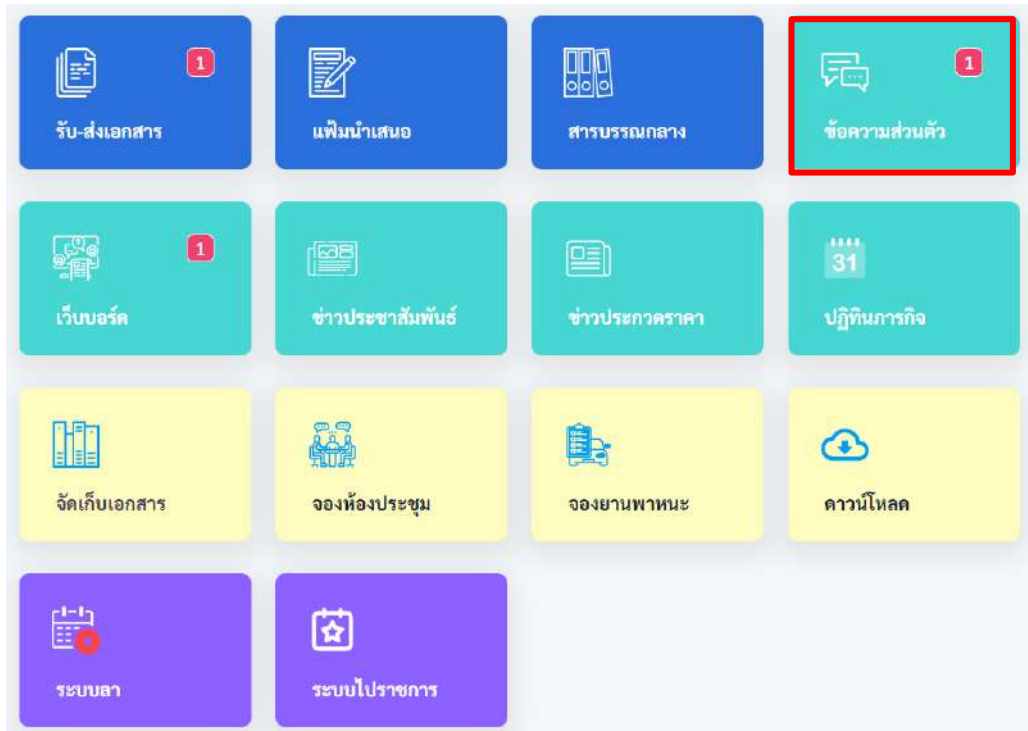 1
รับ-ส่งเอกสาร
แฟ้มนำเสนอ
สารบรรณกลาง
1
ข้อความส่วนตัว
1
เว็บบอร์ด
ข่าวประชาสัมพันธ์
ข่าวประกวดราคา
31
ปฏิทินภารกิจ
จัดเก็บเอกสาร
จองห้องประชุม
จองยานพาหนะ
ดาวน์โหลด
ระบบลา
ระบบไปราชการ